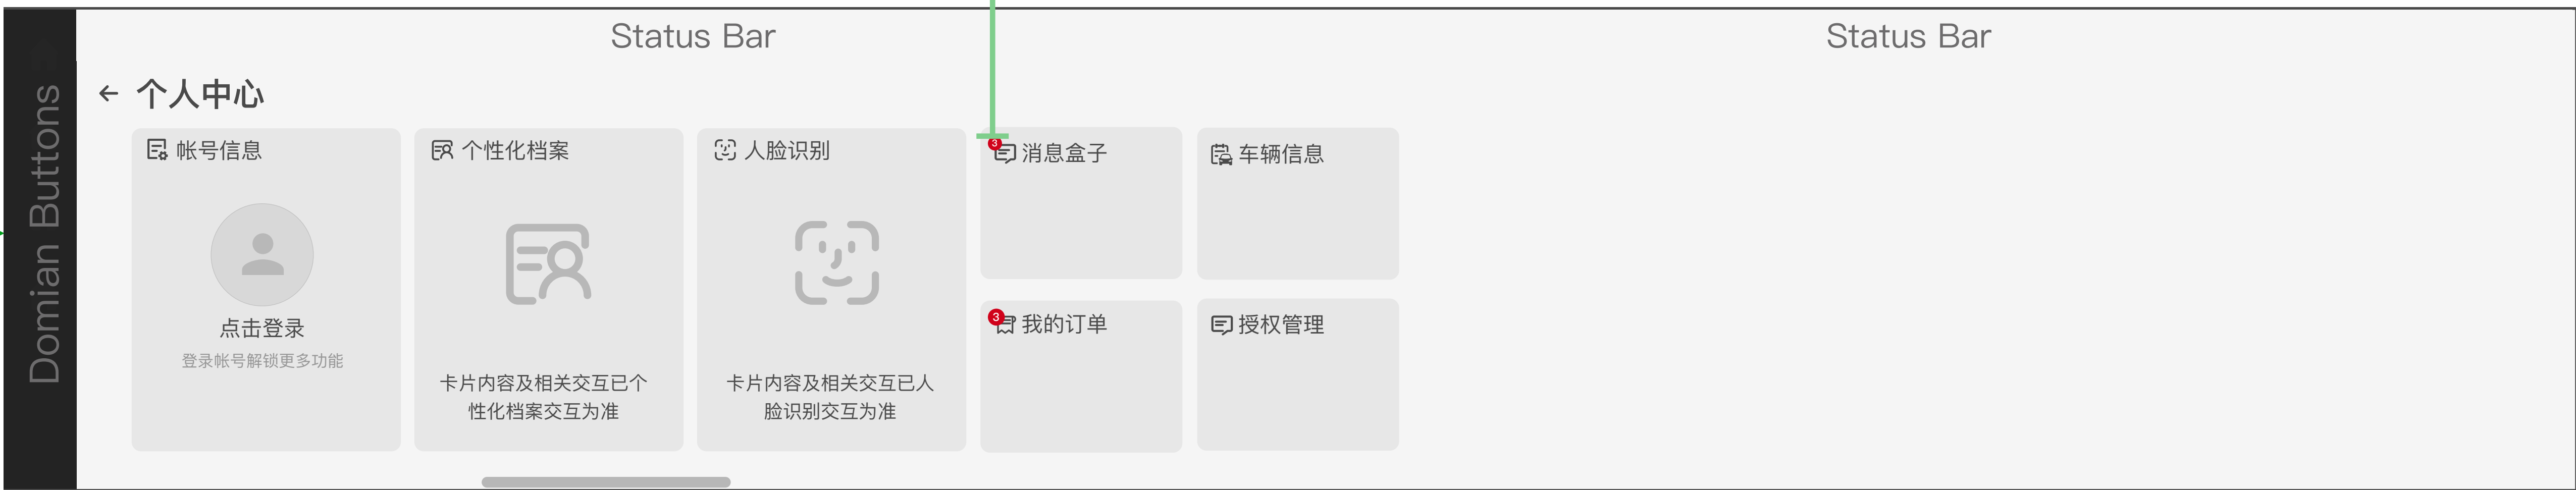 Status Bar
Status Bar
Domian Buttons
个人中心
帐号信息
点击登录
登录帐号解锁更多功能
个性化档案
卡片内容及相关交互已个
性化档案交互为准
人脸识别
卡片内容及相关交互已人
脸识别交互为准
3
消息盒子
车辆信息
3
我的订单
授权管理